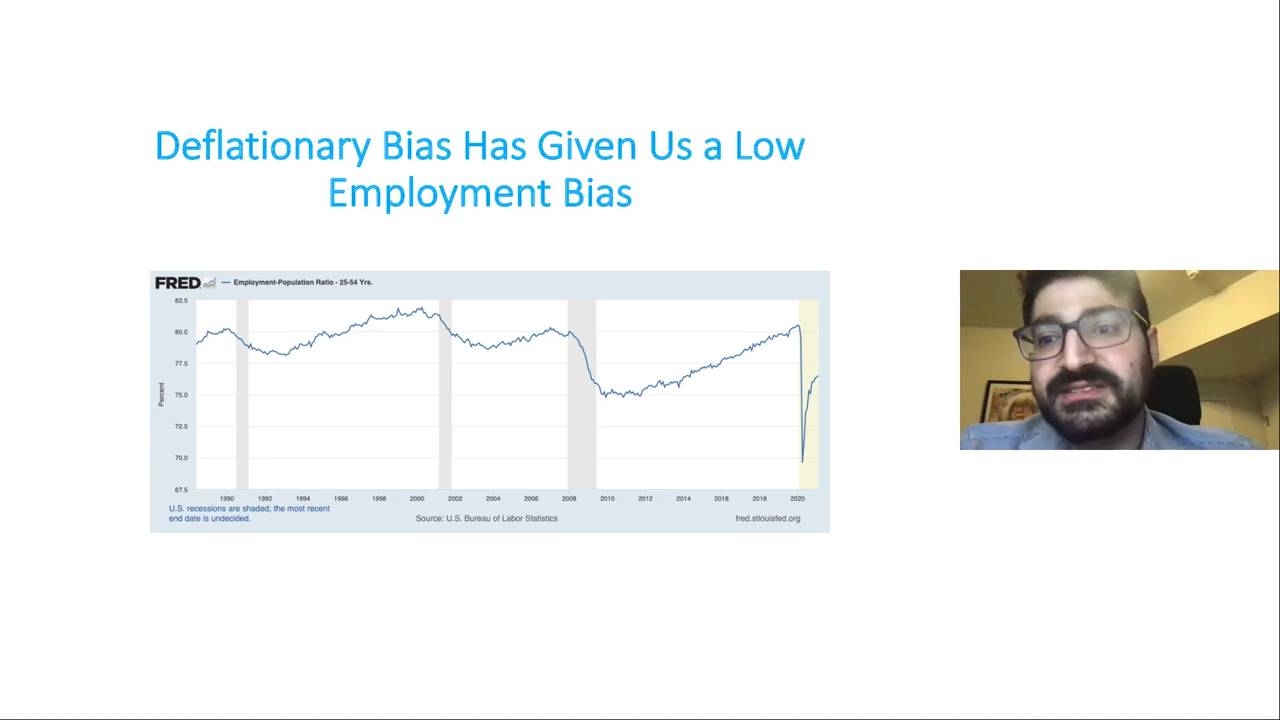 Deflationary Bias Has Given Us a Low
Employment Bias
FRED
Employment-Population Ratio - 25-54 Yrs.
82.5
80.0
77.5
75.0
72.5
70.0
67.5
Percent
1990 1992 1994 1996 1998 2000 2002 2004 2006 2008 2010 2012 2014 2016 2018 2020
U.S. recessions are shaded; the most recent
end date is undecided.
Source: U.S. Bureau of Labor Statistics
fred.stlouisfed.org